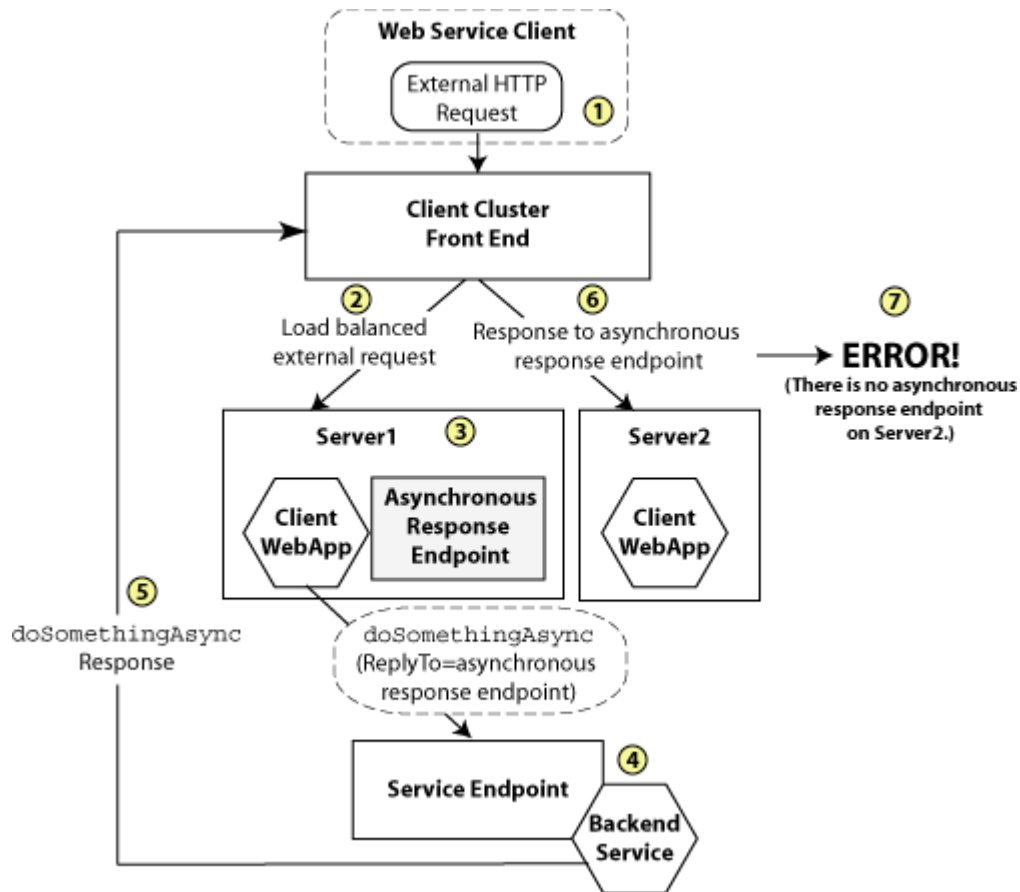 Web Service Client
External HTTP
Request
1
Client Cluster
Front End
2
Load balanced
external request
6
Response to asynchronous
response endpoint
7
ERROR!
(There is no asynchronous
response endpoint
on Server2.)
Server1
3
Client
WebApp
Asynchronous
Response
Endpoint
Server2
Client
WebApp
5
doSomethingAsync
Response
doSomethingAsync
(ReplyTo=asynchronous
response endpoint)
Service Endpoint
4
Backend
Service